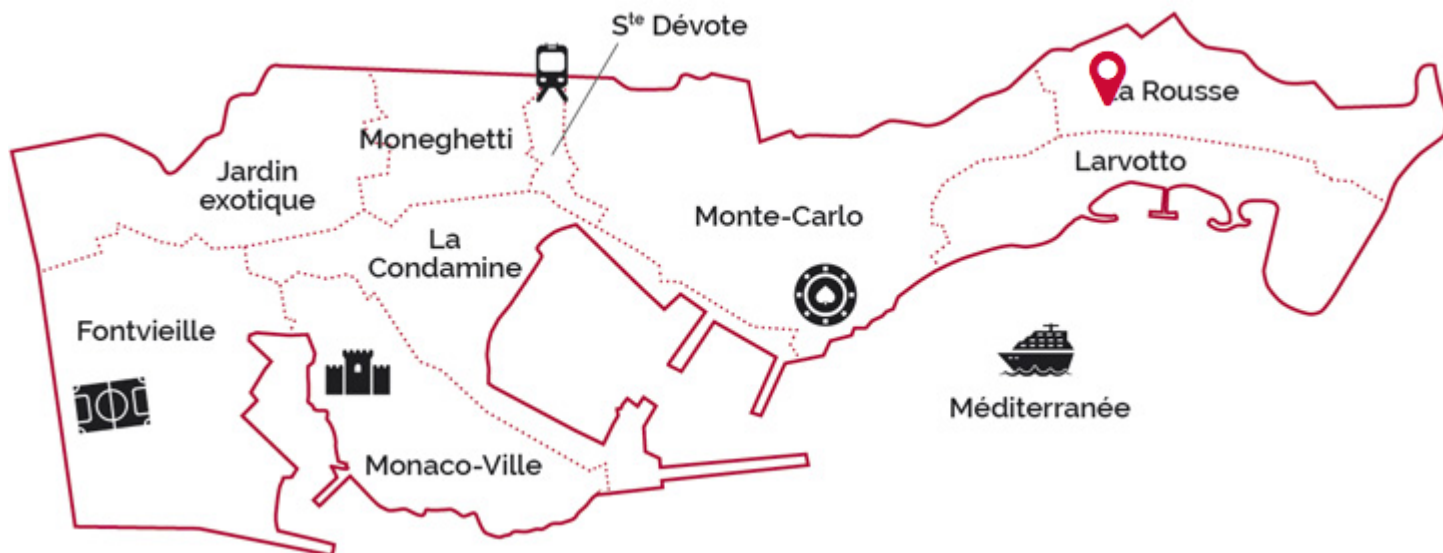 Sᵗᵉ Dévote
La Rousse
Moneghetti
Larvotto
Jardin
exotique
Monte-Carlo
La
Condamine
Fontvieille
Méditerranée
Monaco-Ville